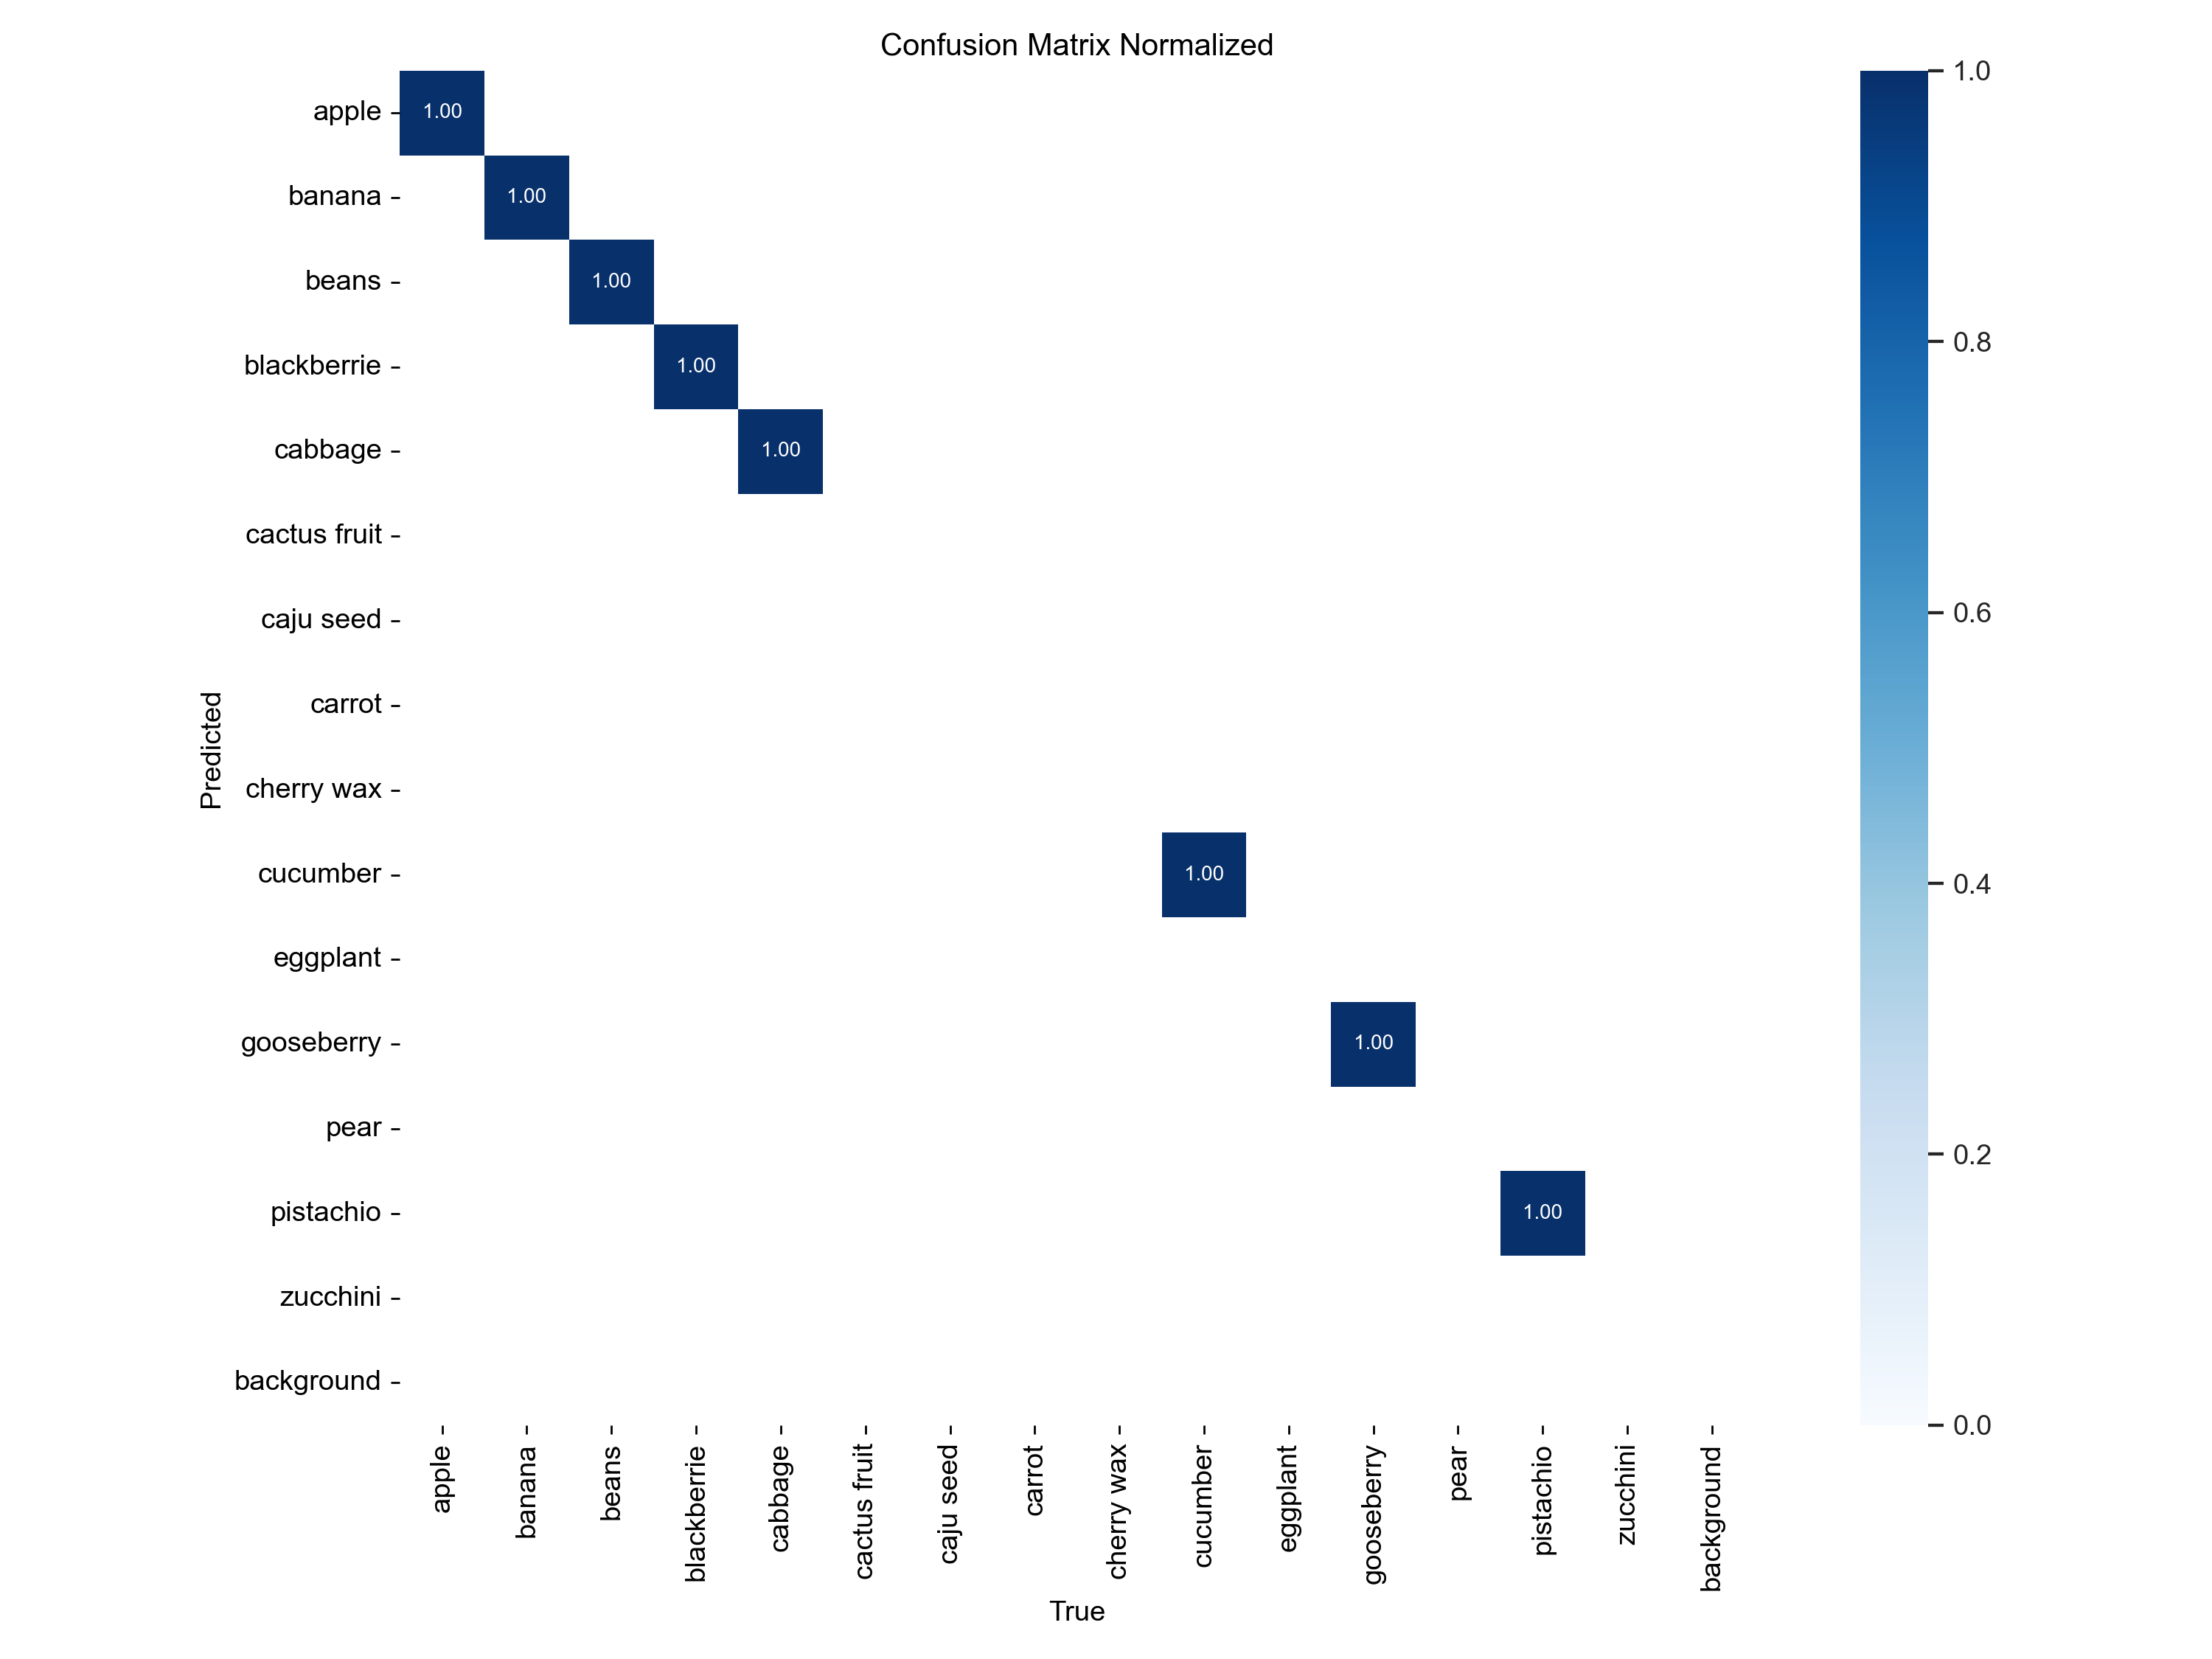 Confusion Matrix Normalized
apple
1.00
banana
1.00
beans
1.00
blackberrie
1.00
cabbage
1.00
cactus fruit
caju seed
carrot
cherry wax
cucumber
1.00
eggplant
gooseberry
1.00
pear
pistachio
1.00
zucchini
background
Predicted
apple
banana
beans
blackberrie
cabbage
cactus fruit
caju seed
carrot
cherry wax
cucumber
eggplant
gooseberry
pear
pistachio
zucchini
background
True
1.0
0.8
0.6
0.4
0.2
0.0